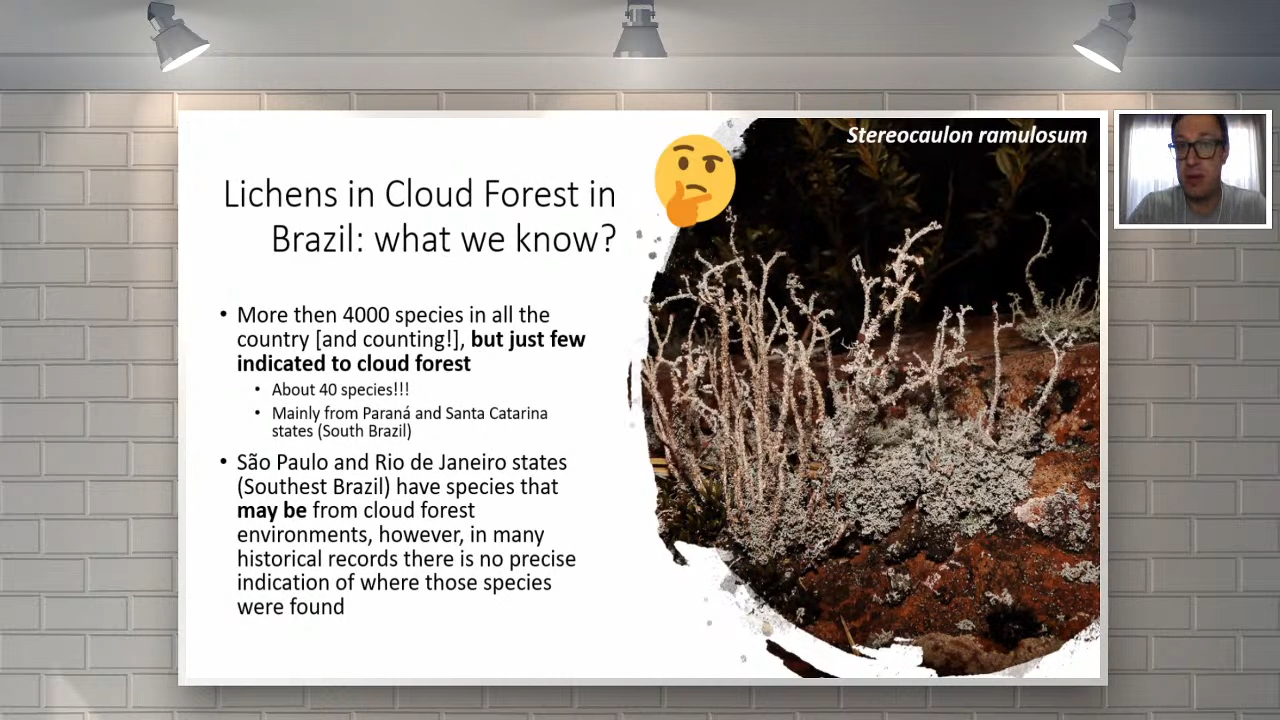 Stereocaulon ramulosum
Lichens in Cloud Forest in
Brazil: what we know?
• More then 4000 species in all the
country [and counting!], but just few
indicated to cloud forest
• About 40 species!!!
• Mainly from Paraná and Santa Catarina
states (South Brazil)
• São Paulo and Rio de Janeiro states
(Southest Brazil) have species that
may be from cloud forest
environments, however, in many
historical records there is no precise
indication of where those species
were found